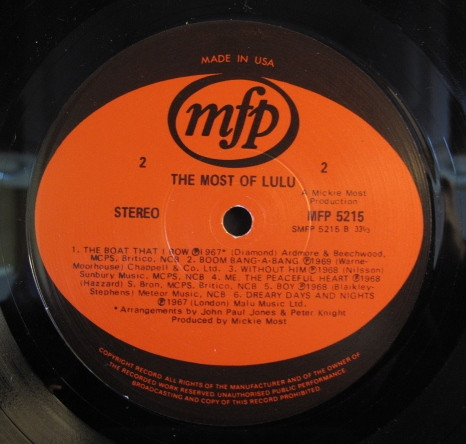 MADE IN USA
mfp
2
2
THE MOST OF LULU
A Mickie Most
Production
STEREO
MFP 5215
SMFP 5215 B 33⅓
1. THE BOAT THAT I ROW ℗1967* (Diamond) Ardmore & Beechwood,
MCPS, Britico, NCB 2. BOOM BANG-A-BANG ℗1969 (Warne-
Moorhouse) Chappell & Co. Ltd. 3. WITHOUT HIM ℗1968 (Nilsson)
Sunbury Music, MCPS, NCB 4. ME, THE PEACEFUL HEART ℗1968
(Hazzard) S. Bron, MCPS, Britico, NCB 5. BOY ℗1968 (Blaikley-
Stephens) Meteor Music, NCB 6. DREARY DAYS AND NIGHTS
℗1967 (London) Malu Music Ltd.
*Arrangements by John Paul Jones & Peter Knight
Produced by Mickie Most
COPYRIGHT RECORD. ALL RIGHTS OF THE MANUFACTURER AND OF THE OWNER OF
THE RECORDED WORK RESERVED. UNAUTHORISED PUBLIC PERFORMANCE,
BROADCASTING AND COPY OF THIS RECORD PROHIBITED.